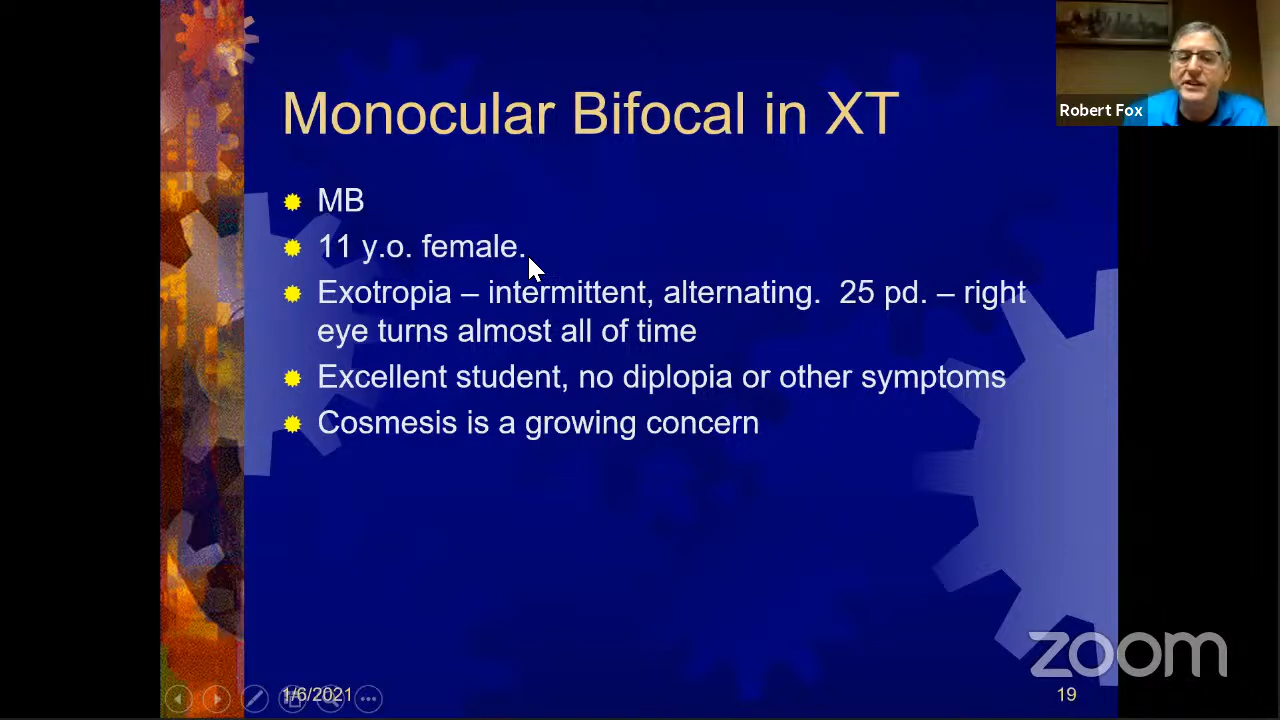 Monocular Bifocal in XT
Robert Fox
MB
11 y.o. female.
Exotropia – intermittent, alternating.  25 pd. – right
eye turns almost all of time
Excellent student, no diplopia or other symptoms
Cosmesis is a growing concern
1/6/2021
19
zoom